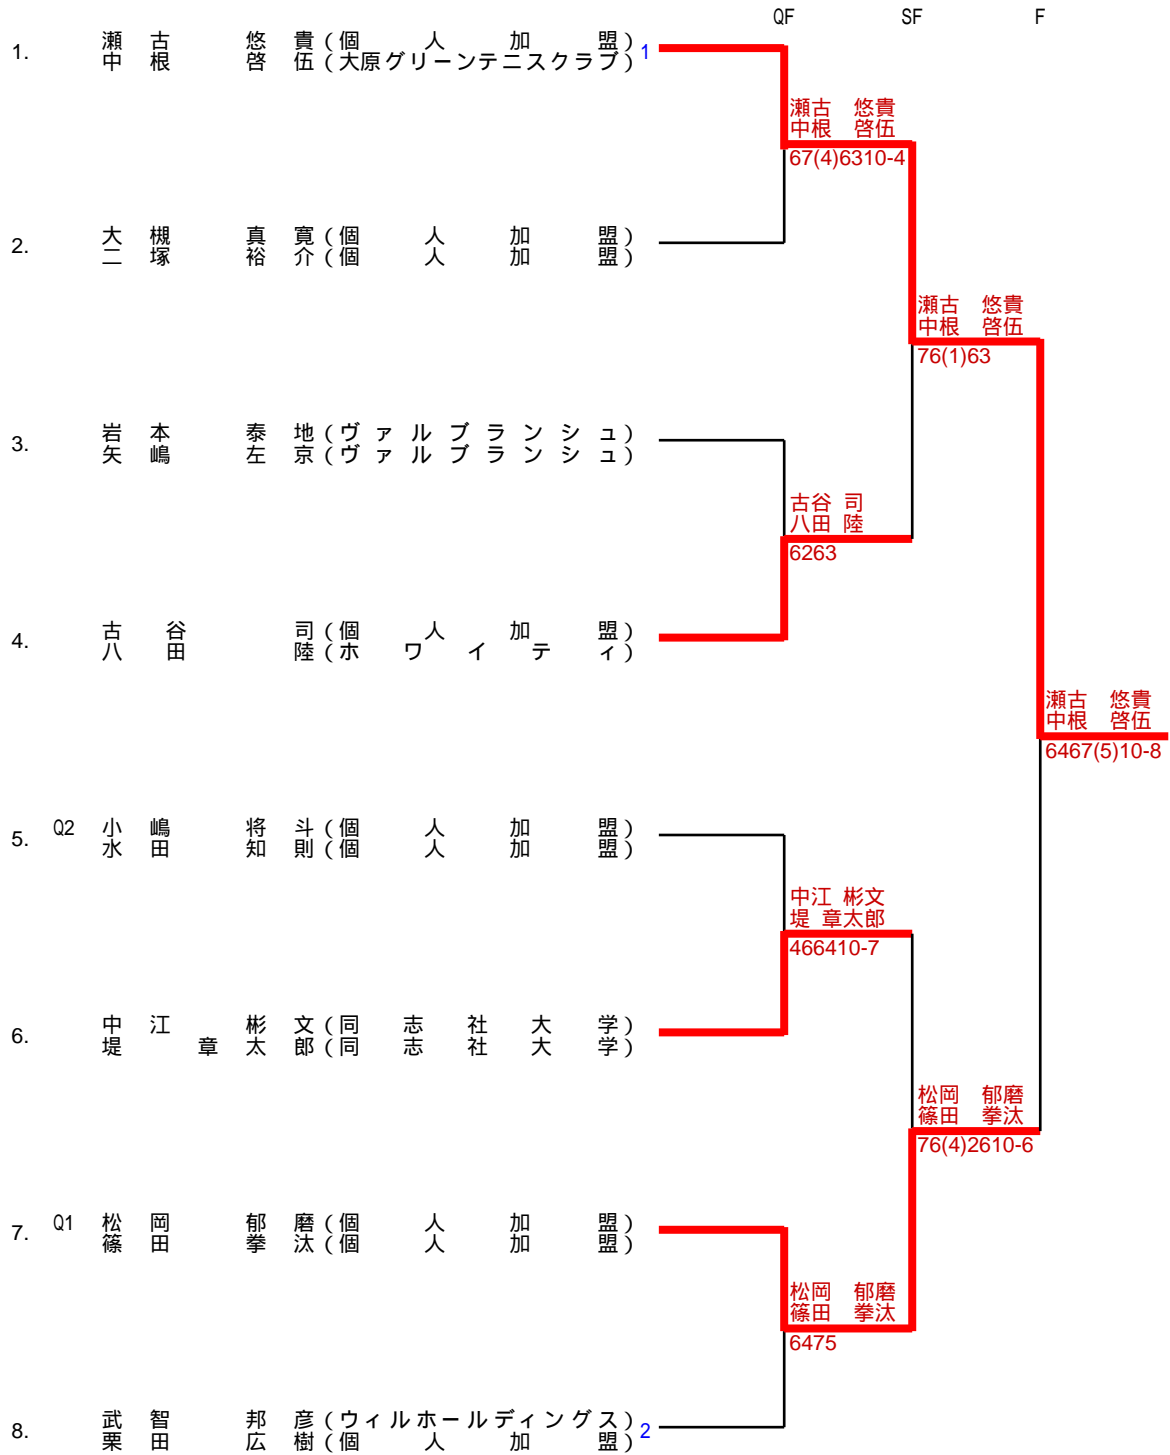 QF SF F
1. 瀬古 悠貴(個人加盟) 1
中根 啓伍(大原グリーンテニスクラブ)
瀬古 悠貴
中根 啓伍
67(4)6310-4
2. 大槻 真寛(個人加盟)
二塚 裕介(個人加盟)
瀬古 悠貴
中根 啓伍
76(1)63
3. 岩本 泰地(ヴァルブランシュ)
矢嶋 左京(ヴァルブランシュ)
古谷 司
八田 陸
6263
4. 古谷 司(個人加盟)
八田 陸(ホワイティ)
瀬古 悠貴
中根 啓伍
6467(5)10-8
5. Q2 小嶋 将斗(個人加盟)
水田 知則(個人加盟)
中江 彬文
堤 章太郎
466410-7
6. 中江 彬文(同志社大学)
堤 章太郎(同志社大学)
松岡 郁磨
篠田 拳汰
76(4)2610-6
7. Q1 松岡 郁磨(個人加盟)
篠田 拳汰(個人加盟)
松岡 郁磨
篠田 拳汰
6475
8. 武智 邦彦(ウィルホールディングス) 2
栗田 広樹(個人加盟)